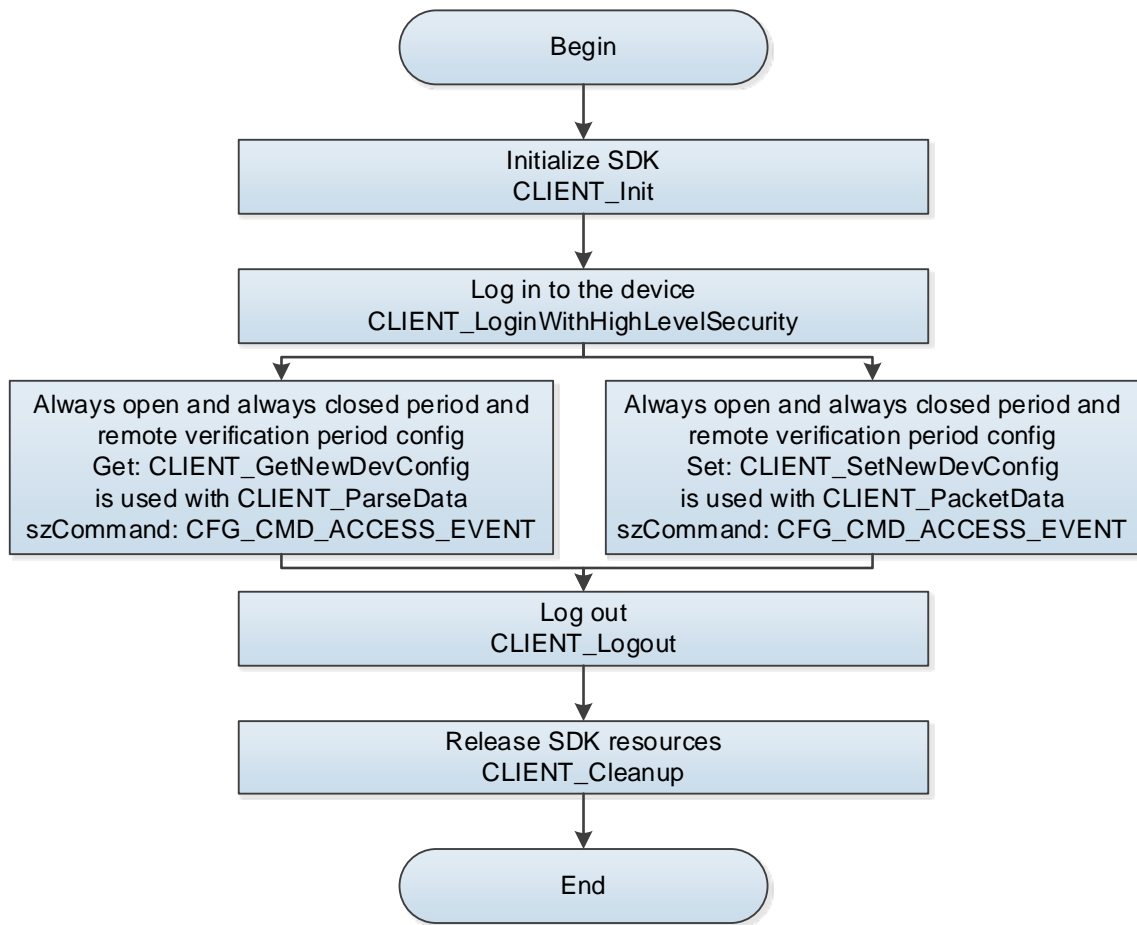 Begin
Initialize SDK
CLIENT_Init
Log in to the device
CLIENT_LoginWithHighLevelSecurity
Always open and always closed period and
remote verification period config
Get: CLIENT_GetNewDevConfig
is used with CLIENT_ParseData
szCommand: CFG_CMD_ACCESS_EVENT
Always open and always closed period and
remote verification period config
Set: CLIENT_SetNewDevConfig
is used with CLIENT_PacketData
szCommand: CFG_CMD_ACCESS_EVENT
Log out
CLIENT_Logout
Release SDK resources
CLIENT_Cleanup
End